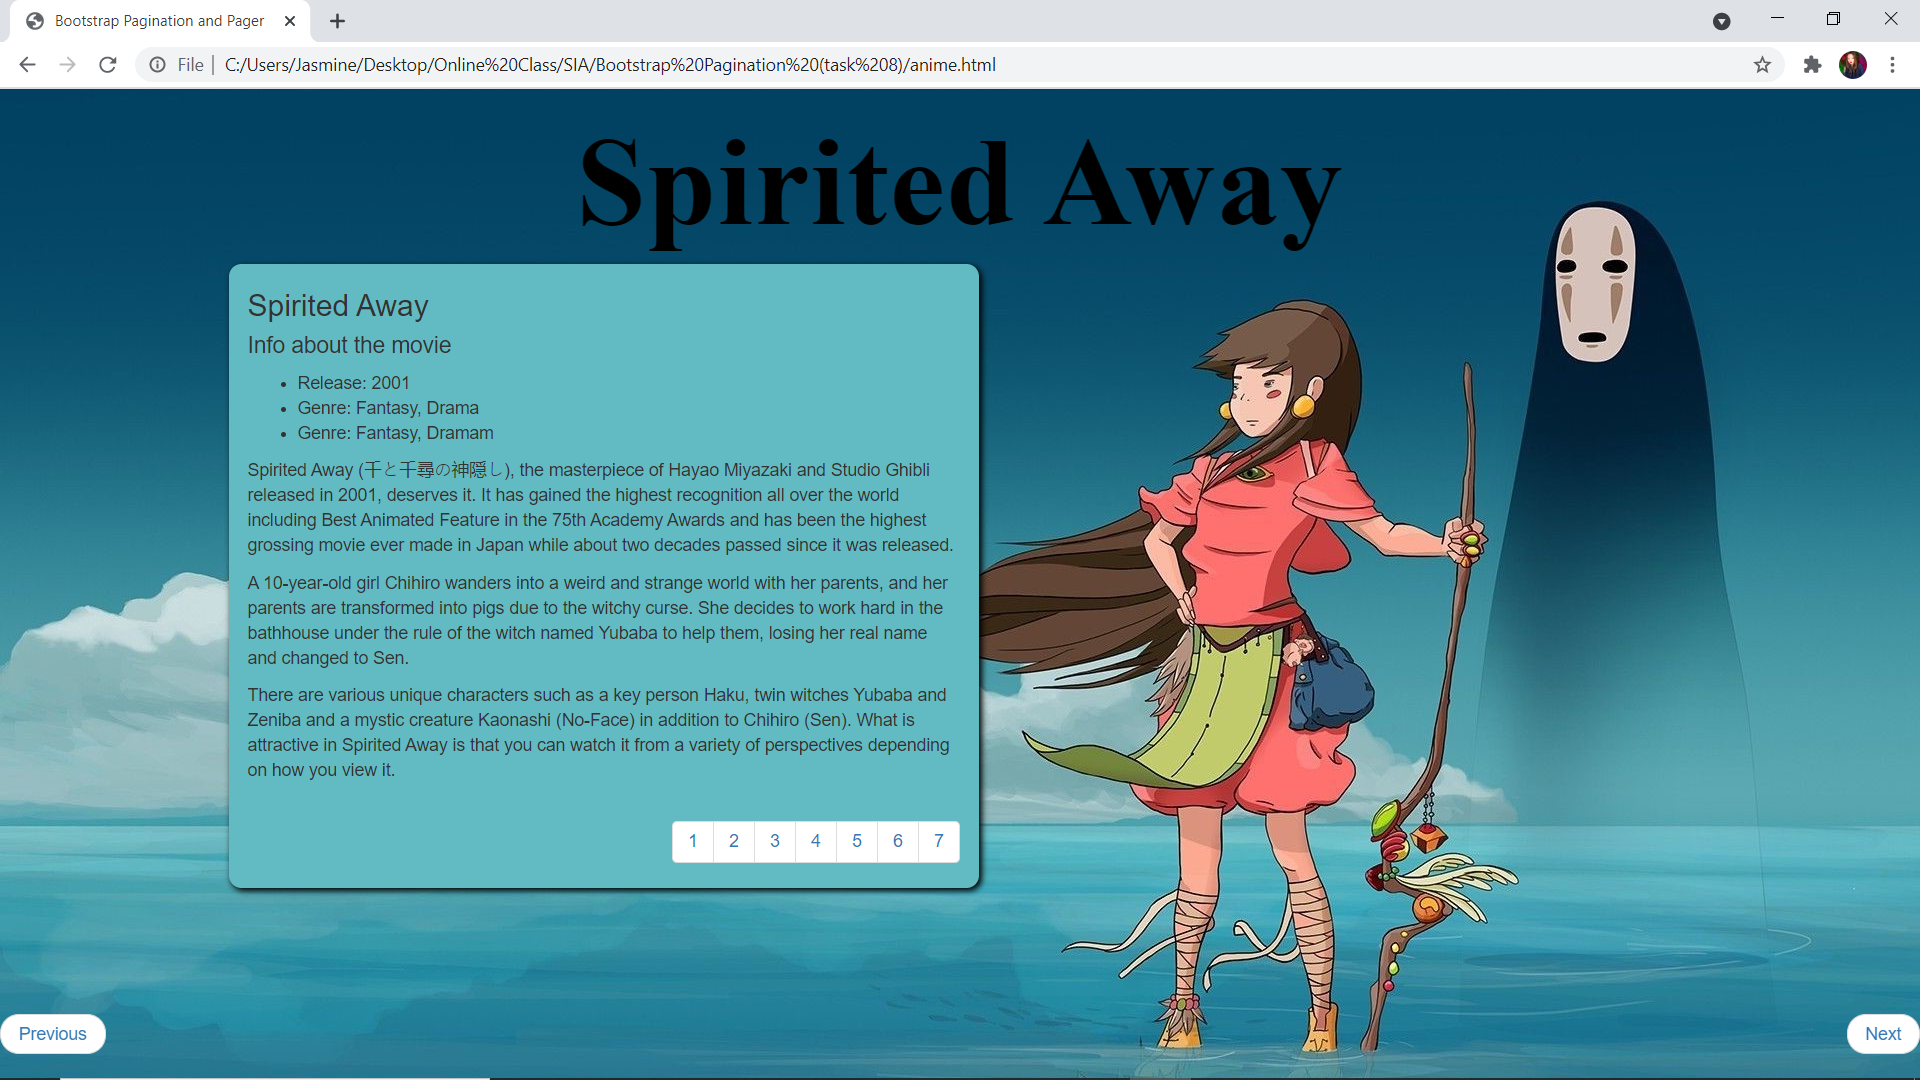 Bootstrap Pagination and Pager
File | C:/Users/Jasmine/Desktop/Online%20Class/SIA/Bootstrap%20Pagination%20(task%208)/anime.html
Spirited Away
Spirited Away
Info about the movie
Release: 2001
Genre: Fantasy, Drama
Genre: Fantasy, Dramam
Spirited Away (千と千尋の神隠し), the masterpiece of Hayao Miyazaki and Studio Ghibli
released in 2001, deserves it. It has gained the highest recognition all over the world
including Best Animated Feature in the 75th Academy Awards and has been the highest
grossing movie ever made in Japan while about two decades passed since it was released.
A 10-year-old girl Chihiro wanders into a weird and strange world with her parents, and her
parents are transformed into pigs due to the witchy curse. She decides to work hard in the
bathhouse under the rule of the witch named Yubaba to help them, losing her real name
and changed to Sen.
There are various unique characters such as a key person Haku, twin witches Yubaba and
Zeniba and a mystic creature Kaonashi (No-Face) in addition to Chihiro (Sen). What is
attractive in Spirited Away is that you can watch it from a variety of perspectives depending
on how you view it.
1 2 3 4 5 6 7
Previous
Next